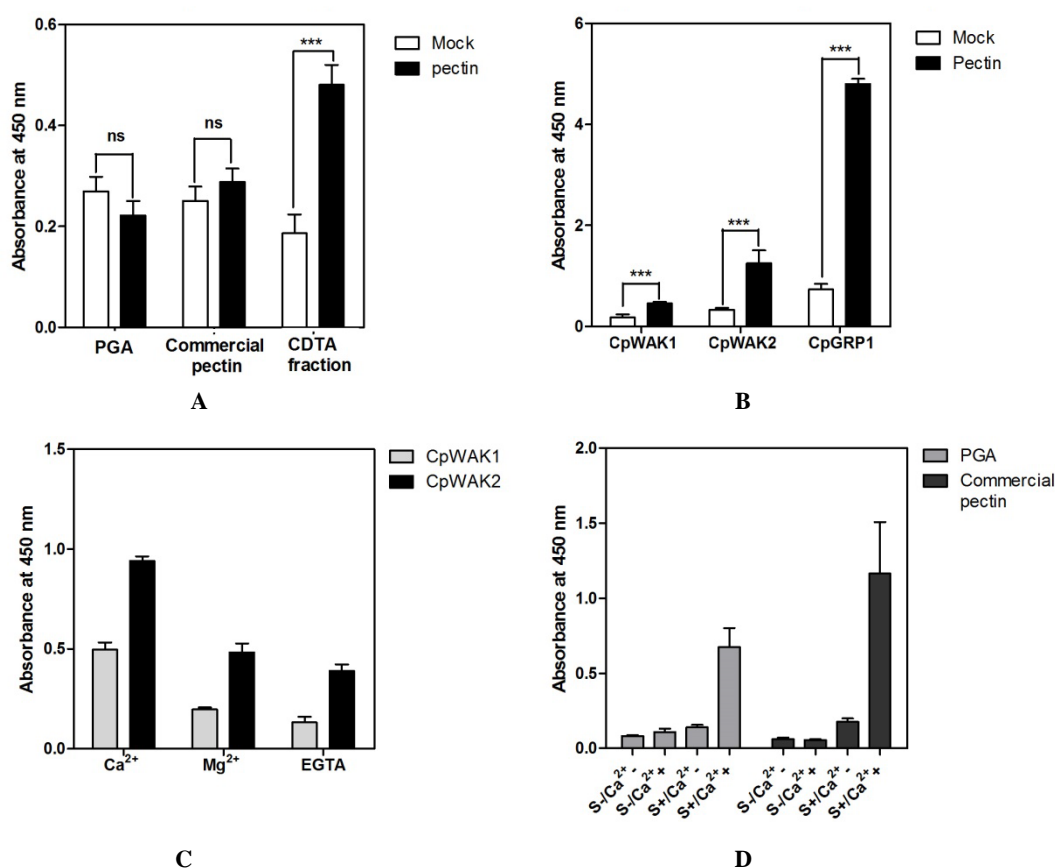 0.6
0.4
0.2
0.0
Absorbance at 450 nm
ns
ns
***
PGA
Commercial
pectin
CDTA
fraction
Mock
pectin
A
6
4
2
0
Absorbance at 450 nm
***
***
***
CpWAK1
CpWAK2
CpGRP1
Mock
Pectin
B
1.5
1.0
0.5
0.0
Absorbance at 450 nm
Ca²⁺
Mg²⁺
EGTA
CpWAK1
CpWAK2
C
2.0
1.5
1.0
0.5
0.0
Absorbance at 450 nm
S-/Ca²⁺ -
S-/Ca²⁺ +
S+/Ca²⁺ -
S+/Ca²⁺ +
S-/Ca²⁺ -
S-/Ca²⁺ +
S+/Ca²⁺ -
S+/Ca²⁺ +
PGA
Commercial
pectin
D